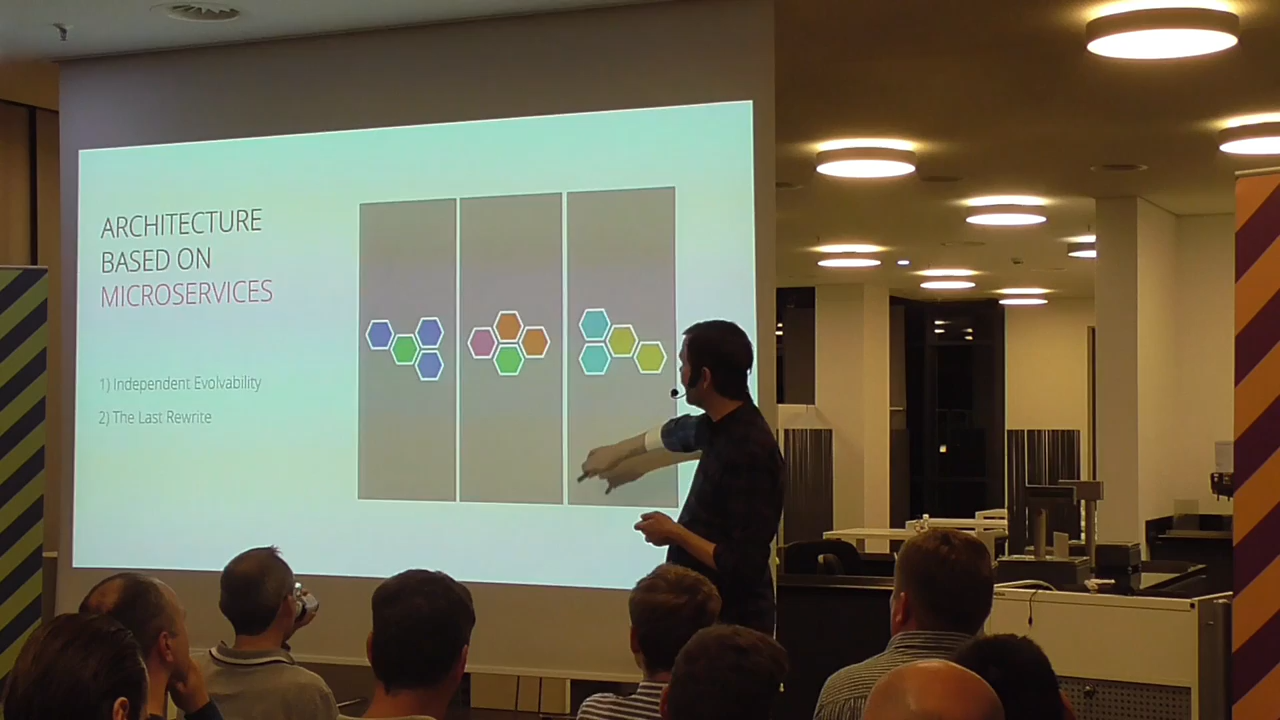 ARCHITECTURE
BASED ON
MICROSERVICES
1) Independent Evolvability
2) The Last Rewrite